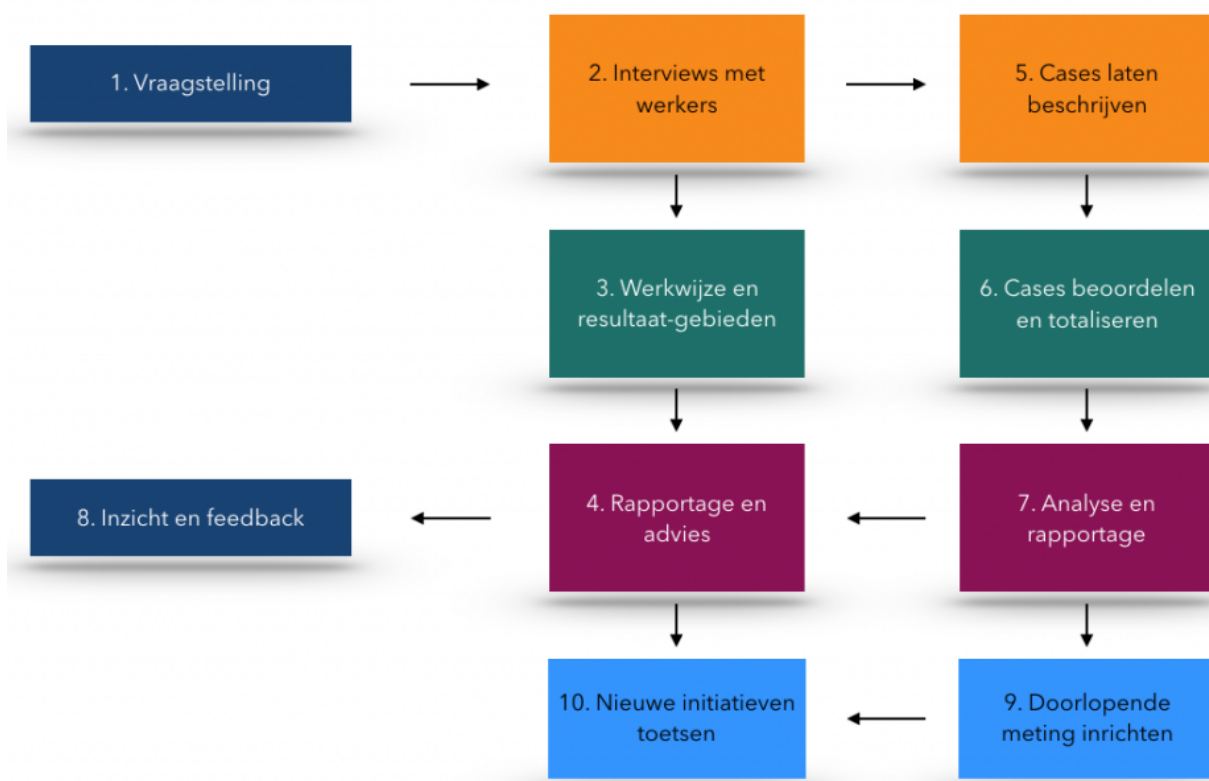 1. Vraagstelling
2. Interviews met
werkers
5. Cases laten
beschrijven
3. Werkwijze en
resultaat-gebieden
6. Cases beoordelen
en totaliseren
8. Inzicht en feedback
4. Rapportage en
advies
7. Analyse en
rapportage
10. Nieuwe initiatieven
toetsen
9. Doorlopende
meting inrichten